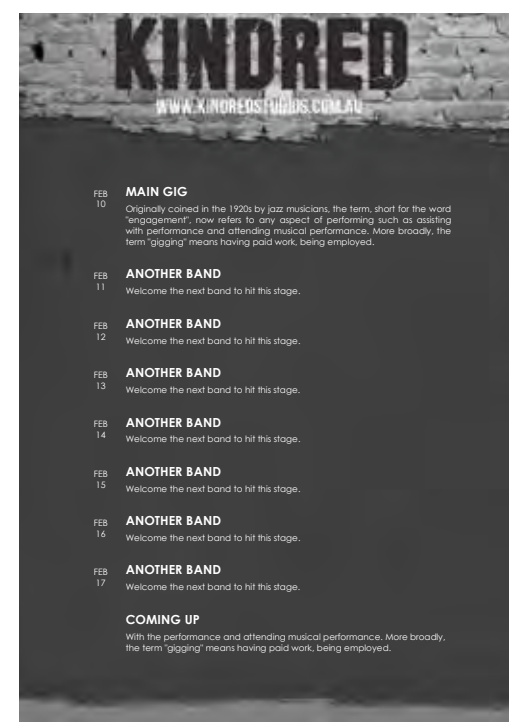 KINDRED
WWW.KINDREDSTUDIOS.COM.AU
FEB
10
MAIN GIG
Originally coined in the 1920s by jazz musicians, the term, short for the word
"engagement", now refers to any aspect of performing such as assisting
with performance and attending musical performance. More broadly, the
term "gigging" means having paid work, being employed.
FEB
11
ANOTHER BAND
Welcome the next band to hit this stage.
FEB
12
ANOTHER BAND
Welcome the next band to hit this stage.
FEB
13
ANOTHER BAND
Welcome the next band to hit this stage.
FEB
14
ANOTHER BAND
Welcome the next band to hit this stage.
FEB
15
ANOTHER BAND
Welcome the next band to hit this stage.
FEB
16
ANOTHER BAND
Welcome the next band to hit this stage.
FEB
17
ANOTHER BAND
Welcome the next band to hit this stage.
COMING UP
With the performance and attending musical performance. More broadly,
the term "gigging" means having paid work, being employed.